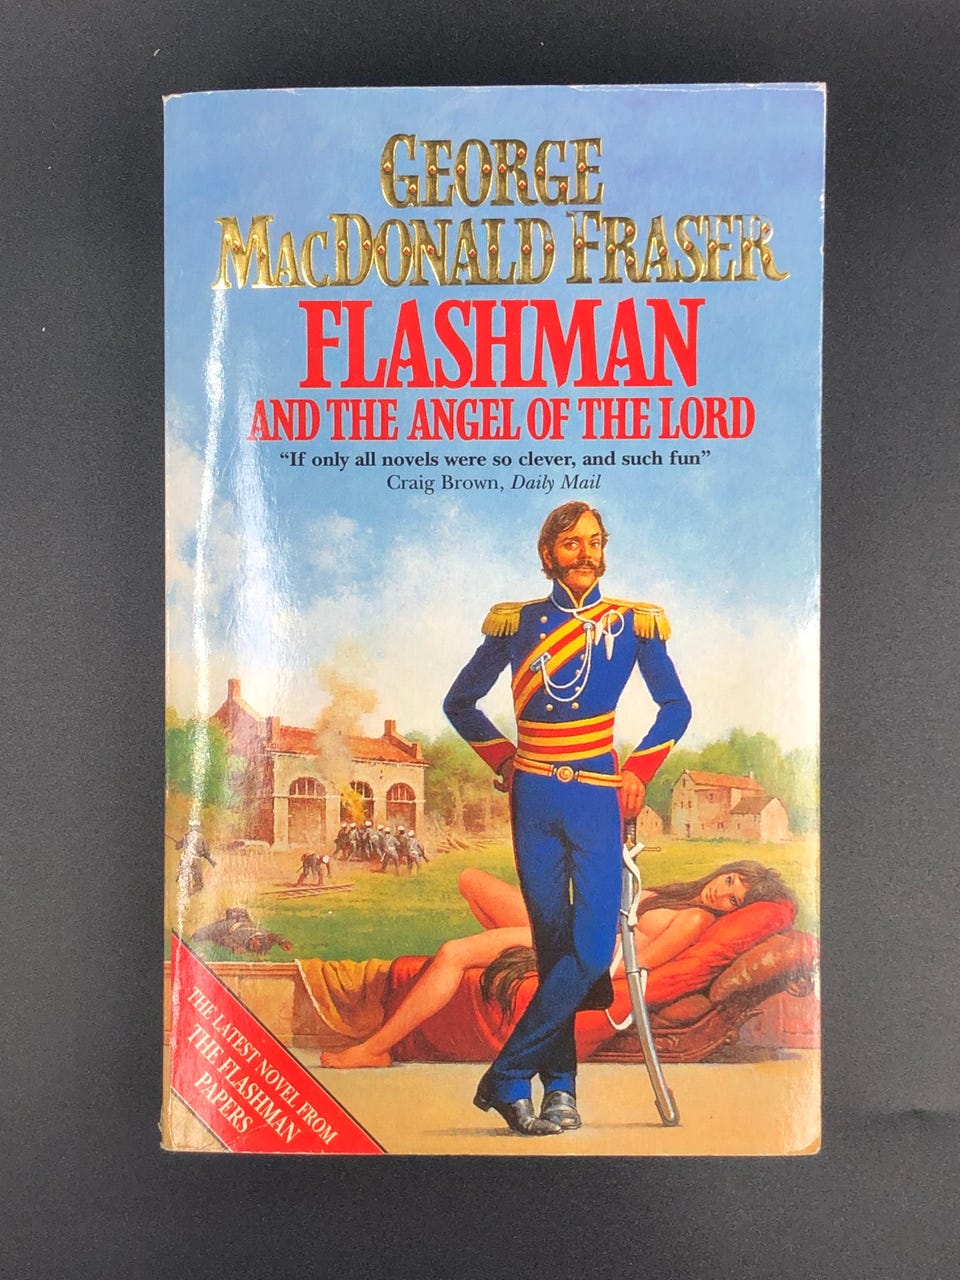 GEORGE
MACDONALD FRASER
FLASHMAN
AND THE ANGEL OF THE LORD
“If only all novels were so clever, and such fun”
Craig Brown, Daily Mail
THE LATEST NOVEL FROM
THE FLASHMAN
PAPERS